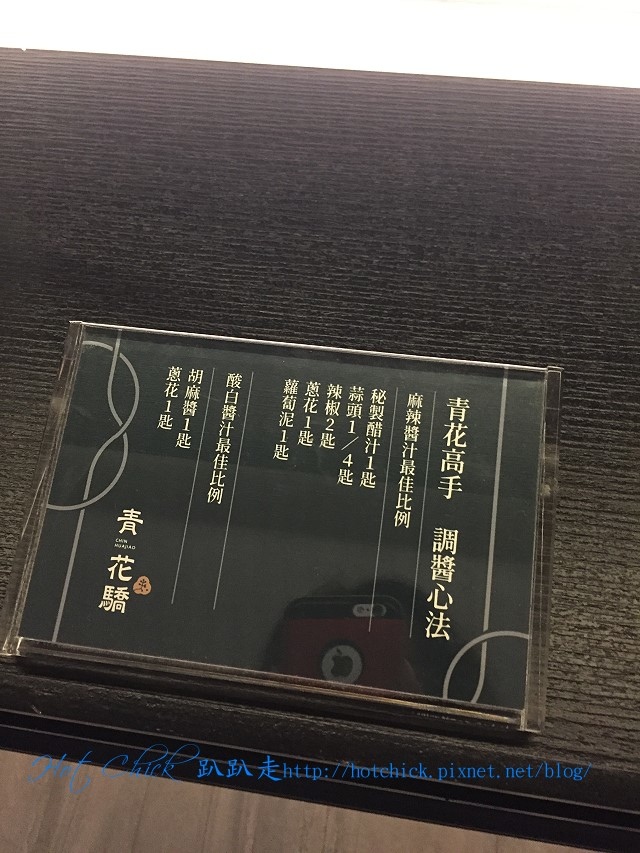 青花高手 調醬心法
麻辣醬汁最佳比例
秘製醋汁1匙
蒜頭1/4匙
辣椒2匙
蔥花1匙
蘿蔔泥1匙
酸白醬汁最佳比例
胡麻醬1匙
蔥花1匙
青花驕
CHIN HUAJIAO
Hot Chick 趴趴走http://hotchick.pixnet.net/blog/